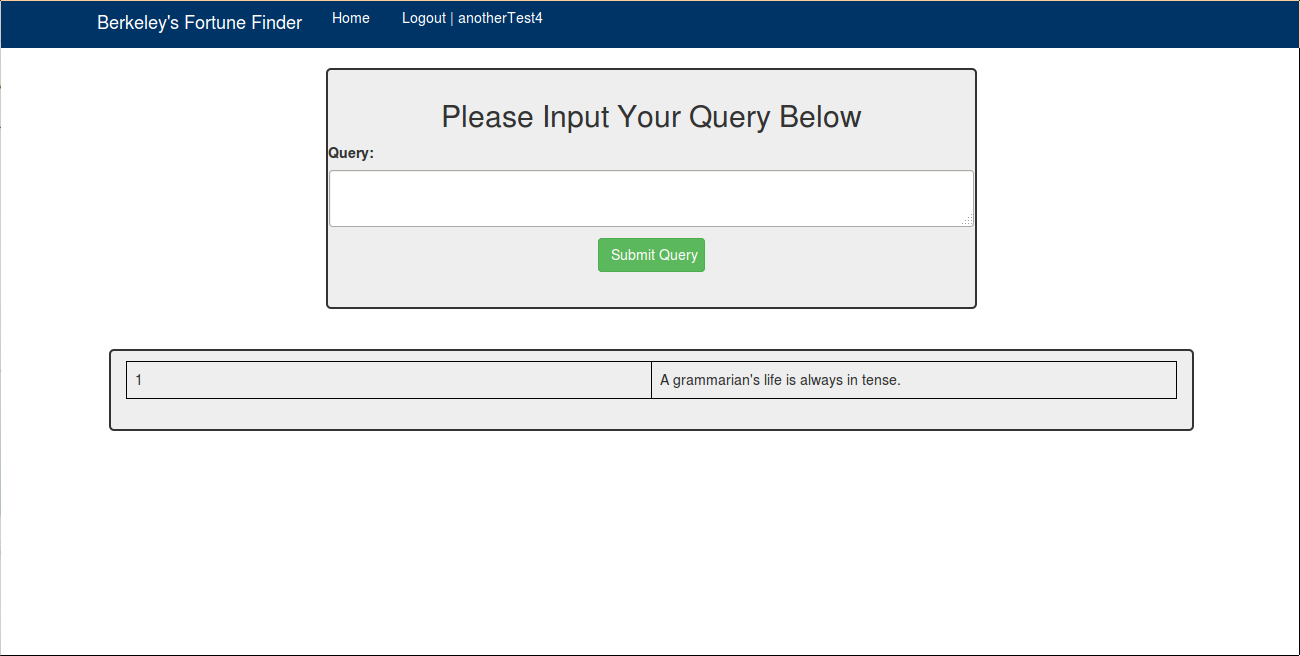 Berkeley's Fortune Finder Home Logout | anotherTest4
Please Input Your Query Below
Query:
Submit Query
1 A grammarian's life is always in tense.